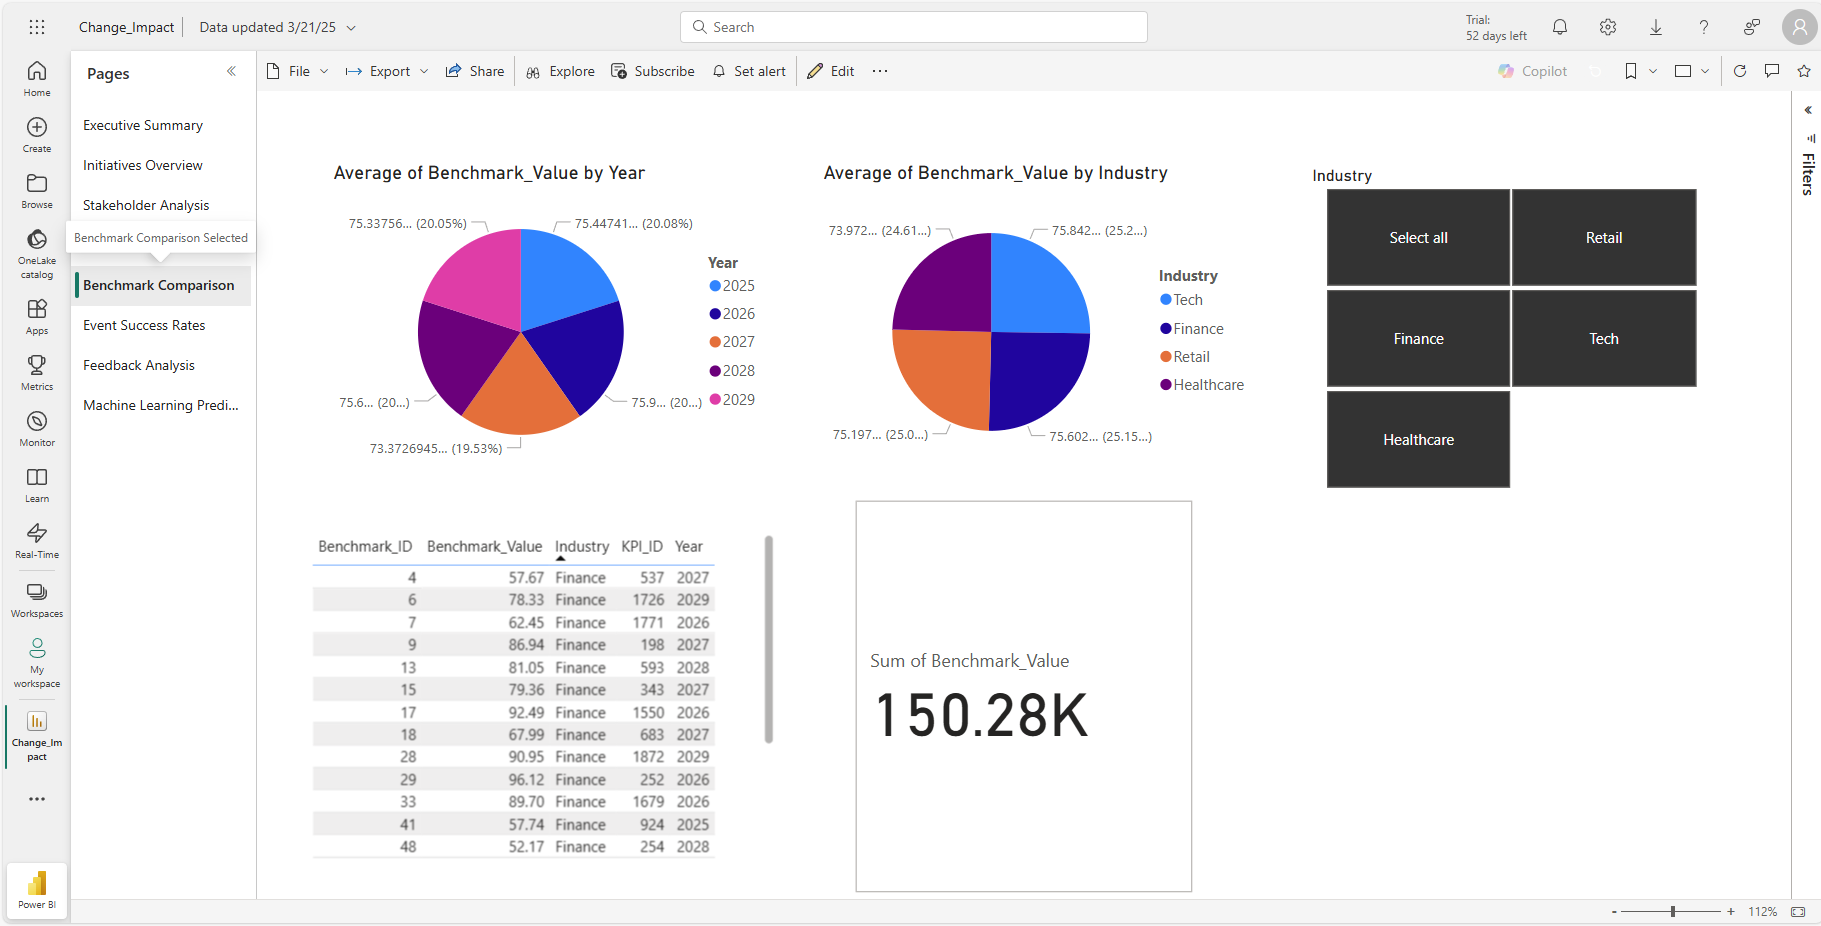 Change_Impact
Data updated 3/21/25
Search
Trial:
52 days left
Home
Create
Browse
OneLake
catalog
Apps
Metrics
Monitor
Learn
Real-Time
Workspaces
My
workspace
Change_Im
pact
Power BI
Pages
Executive Summary
Initiatives Overview
Stakeholder Analysis
Benchmark Comparison Selected
Benchmark Comparison
Event Success Rates
Feedback Analysis
Machine Learning Predi...
File
Export
Share
Explore
Subscribe
Set alert
Edit
Copilot
Average of Benchmark_Value by Year
75.33756... (20.05%)
75.44741... (20.08%)
75.6... (20...)
75.9... (20...)
73.3726945... (19.53%)
Year
2025
2026
2027
2028
2029
Average of Benchmark_Value by Industry
73.972... (24.61...)
75.842... (25.2...)
75.197... (25.0...)
75.602... (25.15...)
Industry
Tech
Finance
Retail
Healthcare
Industry
Select all
Retail
Finance
Tech
Healthcare
Filters
Benchmark_ID Benchmark_Value Industry KPI_ID Year
4 57.67 Finance 537 2027
6 78.33 Finance 1726 2029
7 62.45 Finance 1771 2026
9 86.94 Finance 198 2027
13 81.05 Finance 593 2028
15 79.36 Finance 343 2027
17 92.49 Finance 1550 2026
18 67.99 Finance 683 2027
28 90.95 Finance 1872 2029
29 96.12 Finance 252 2026
33 89.70 Finance 1679 2026
41 57.74 Finance 924 2025
48 52.17 Finance 254 2028
Sum of Benchmark_Value
150.28K
- + 112%